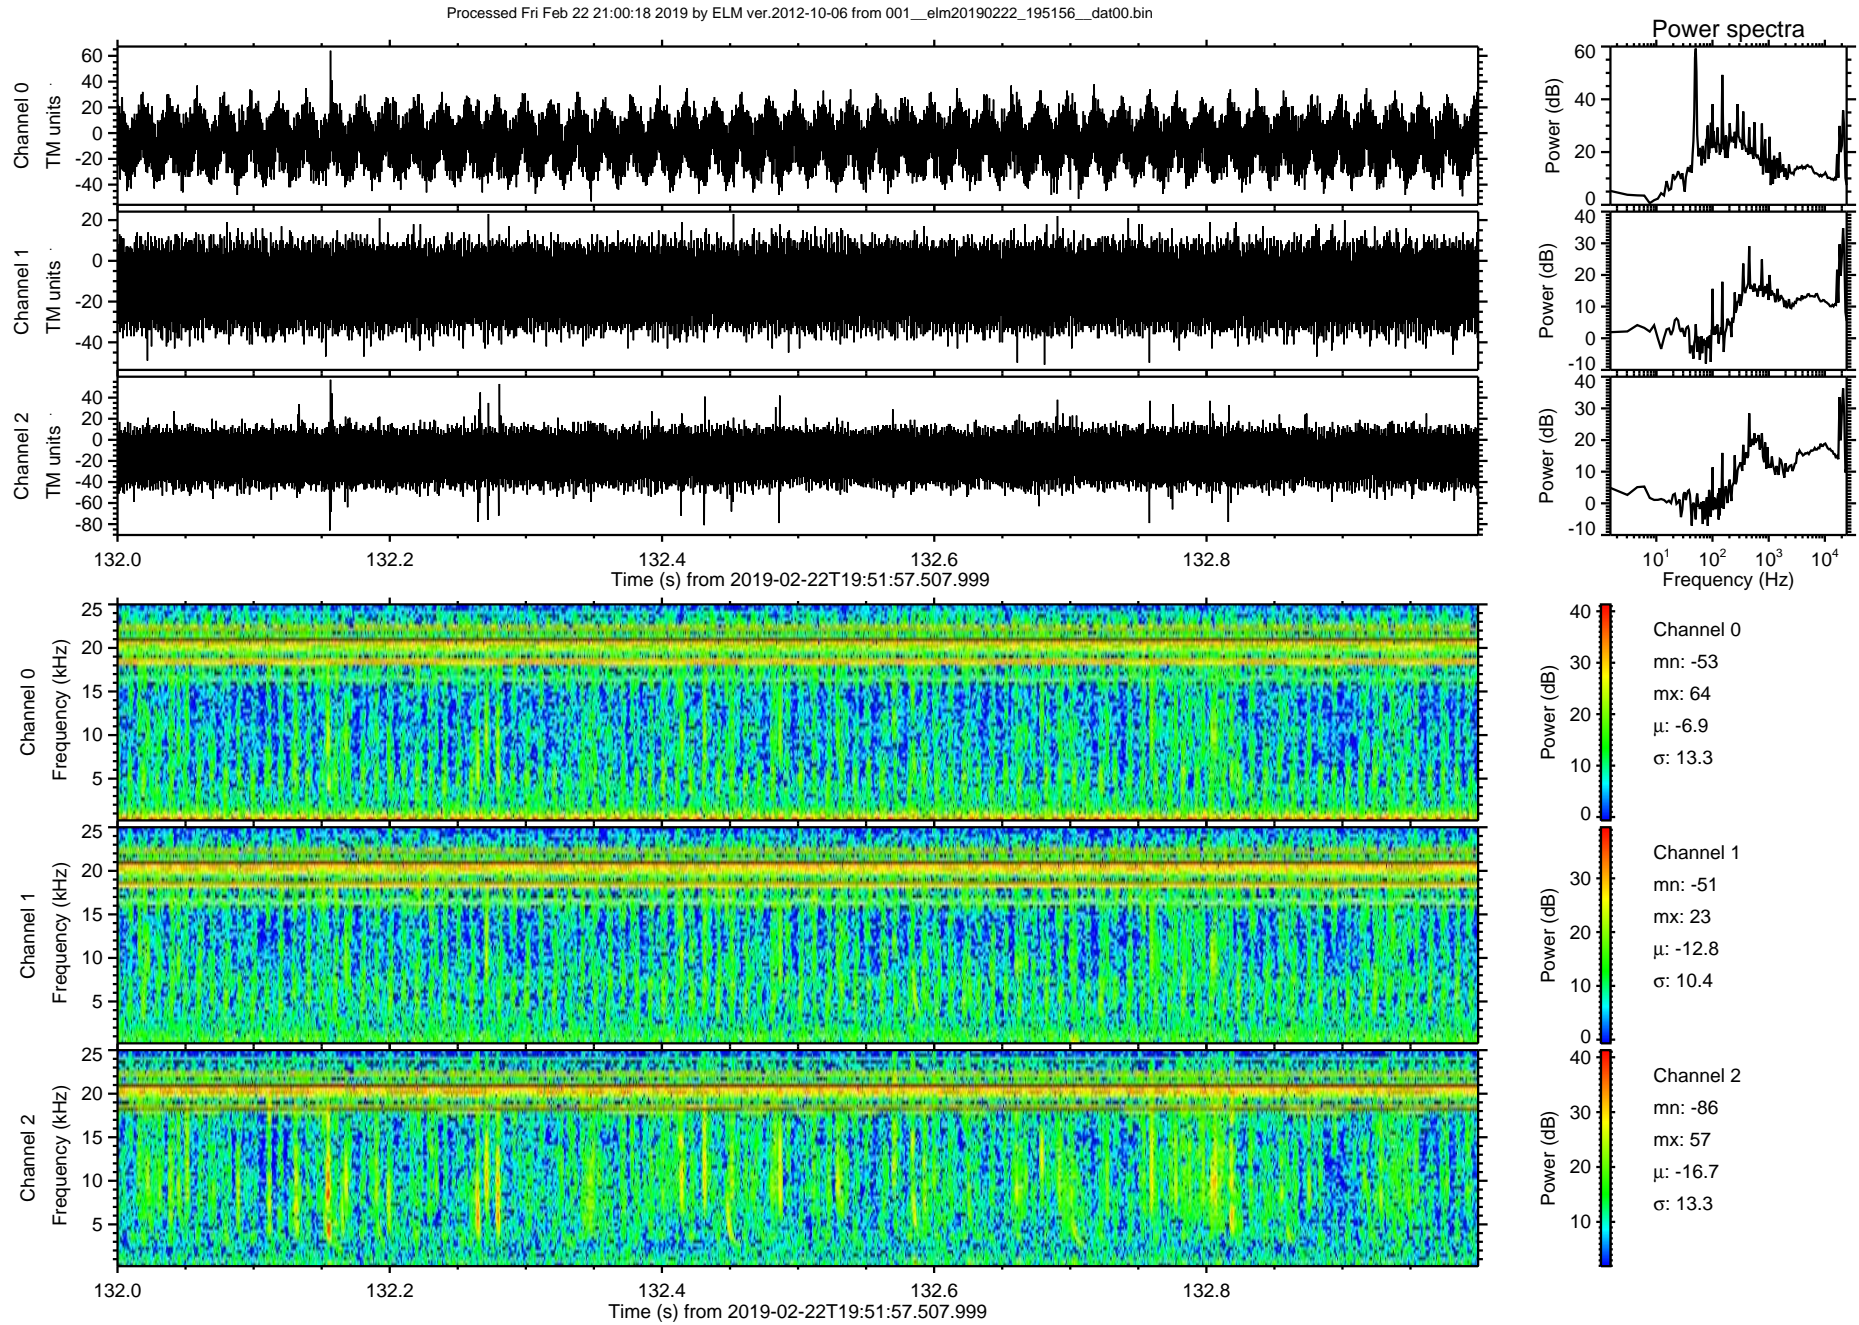 Processed Fri Feb 22 21:00:18 2019 by ELM ver.2012-10-06 from 001__elm20190222_195156__dat00.bin
Power spectra
Channel 0
TM units
60
40
20
0
-20
-40
Power (dB)
60
40
20
0
Channel 1
TM units
20
0
-20
-40
Power (dB)
40
30
20
10
0
-10
Channel 2
TM units
40
20
0
-20
-40
-60
-80
Power (dB)
40
30
20
10
0
-10
132.0 132.2 132.4 132.6 132.8
Time (s) from 2019-02-22T19:51:57.507.999
10^1 10^2 10^3 10^4
Frequency (Hz)
Channel 0
Frequency (kHz)
25
20
15
10
5
Power (dB)
40
30
20
10
0
Channel 0
mn: -53
mx: 64
μ: -6.9
σ: 13.3
Channel 1
Frequency (kHz)
25
20
15
10
5
Power (dB)
30
20
10
0
Channel 1
mn: -51
mx: 23
μ: -12.8
σ: 10.4
Channel 2
Frequency (kHz)
25
20
15
10
5
Power (dB)
40
30
20
10
Channel 2
mn: -86
mx: 57
μ: -16.7
σ: 13.3
132.0 132.2 132.4 132.6 132.8
Time (s) from 2019-02-22T19:51:57.507.999